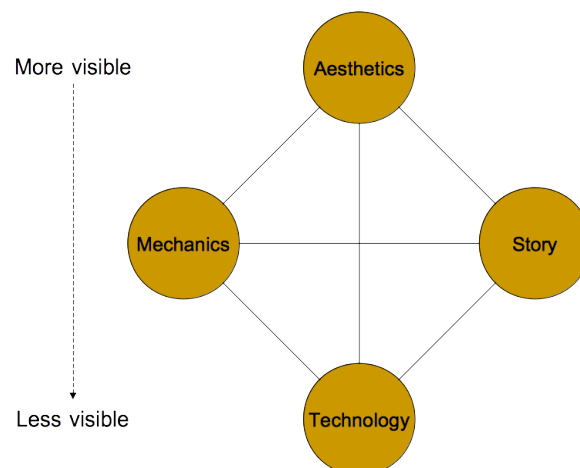 More visible
Aesthetics
Mechanics
Story
Less visible
Technology